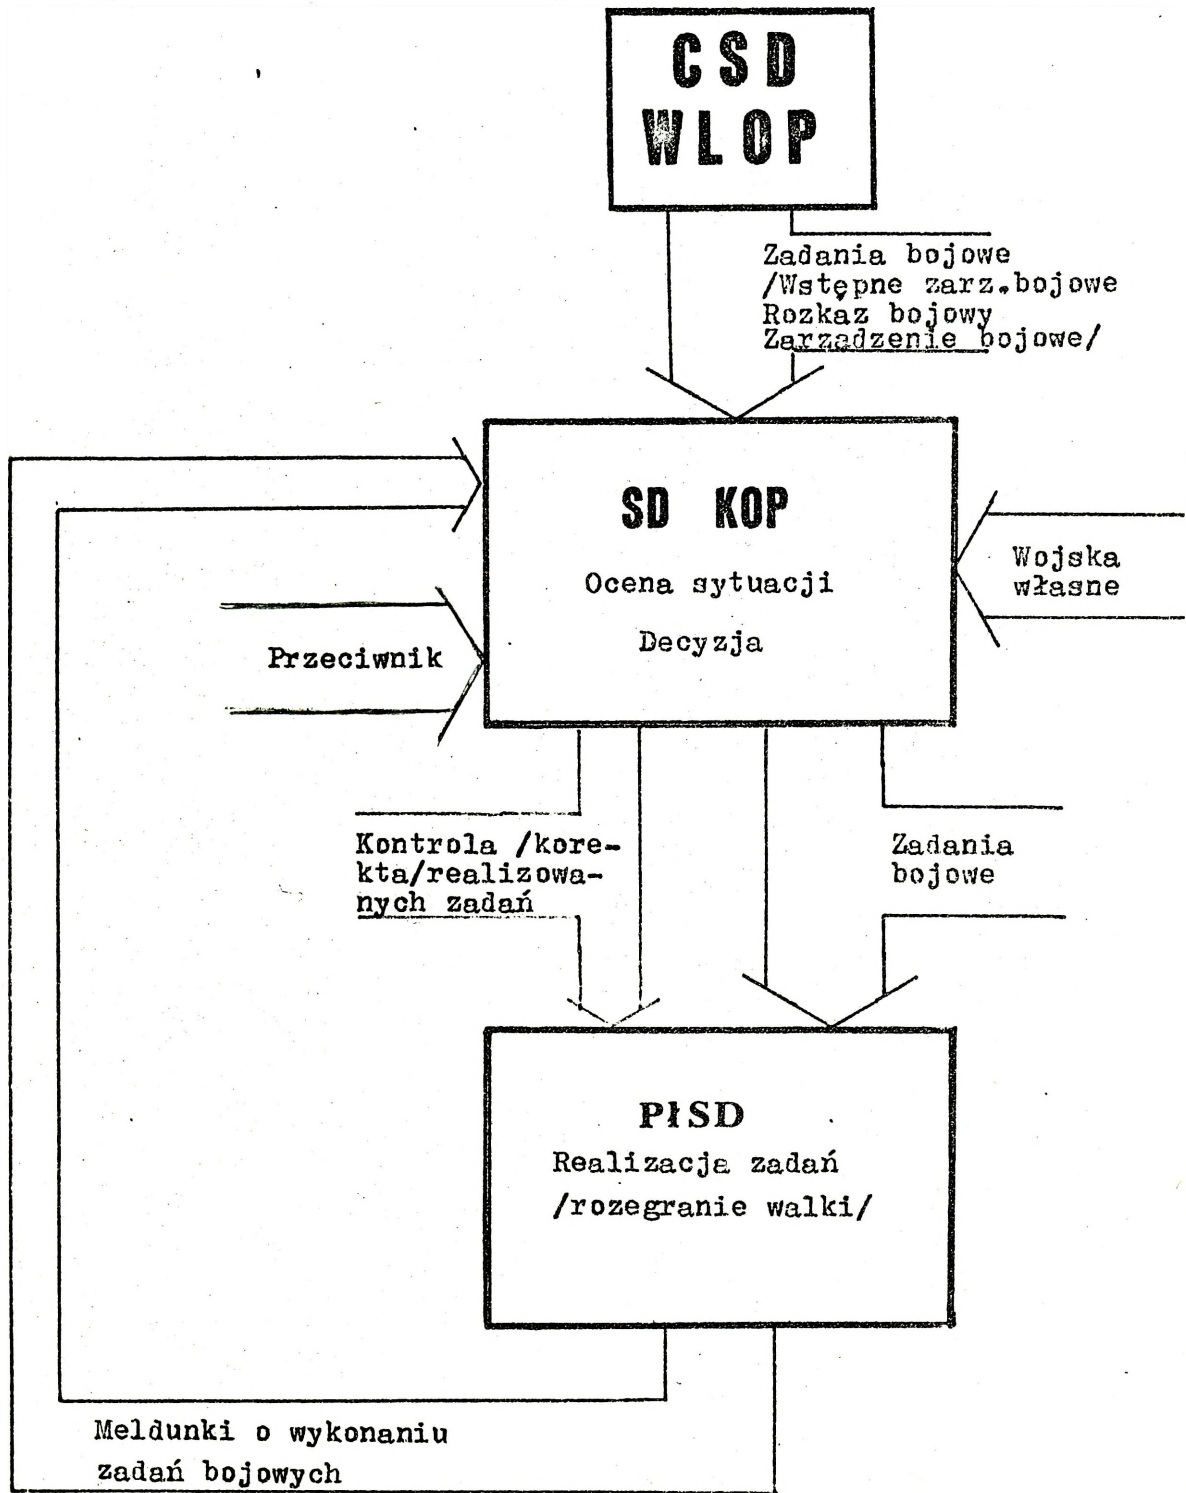 CSD
WLOP
Zadania bojowe
/Wstępne zarz.bojowe
Rozkaz bojowy
Zarządzenie bojowe/
SD KOP
Ocena sytuacji
Decyzja
Wojska
własne
Przeciwnik
Kontrola /kore-
kta/realizowa-
nych zadań
Zadania
bojowe
PłSD
Realizacja zadań
/rozegranie walki/
Meldunki o wykonaniu
zadań bojowych